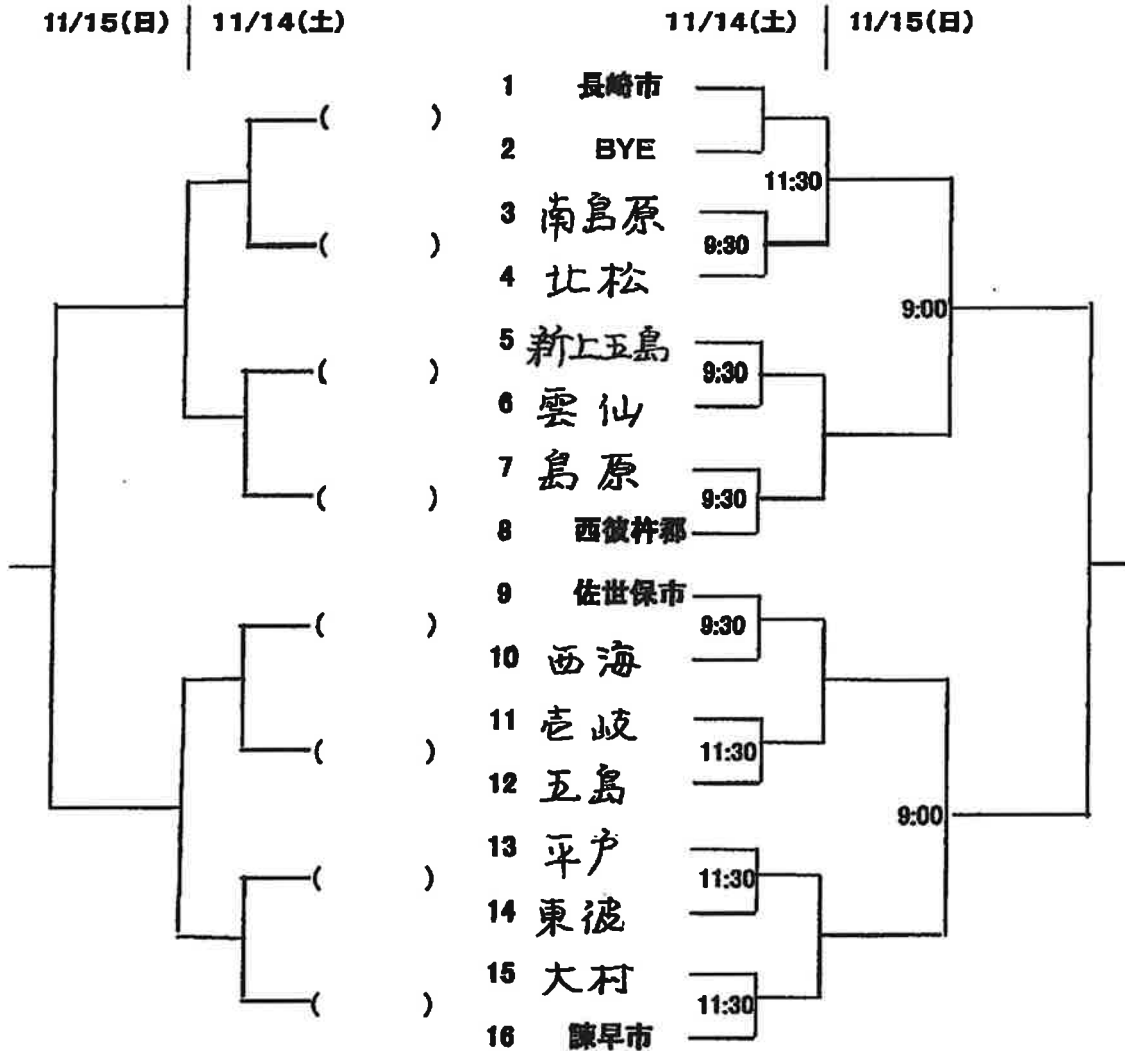 11/15(日) 11/14(土) 11/14(土) 11/15(日)
1 長崎市
( )
2 BYE
11:30
3 南島原
( ) 9:30
4 北松
9:00
5 新上五島
( ) 9:30
6 雲仙
7 島原
( ) 9:30
8 西彼杵郡
9 佐世保市
( ) 9:30
10 西海
11 壱岐
( ) 11:30
12 五島
9:00
13 平戸
( ) 11:30
14 東彼
15 大村
( ) 11:30
16 諫早市